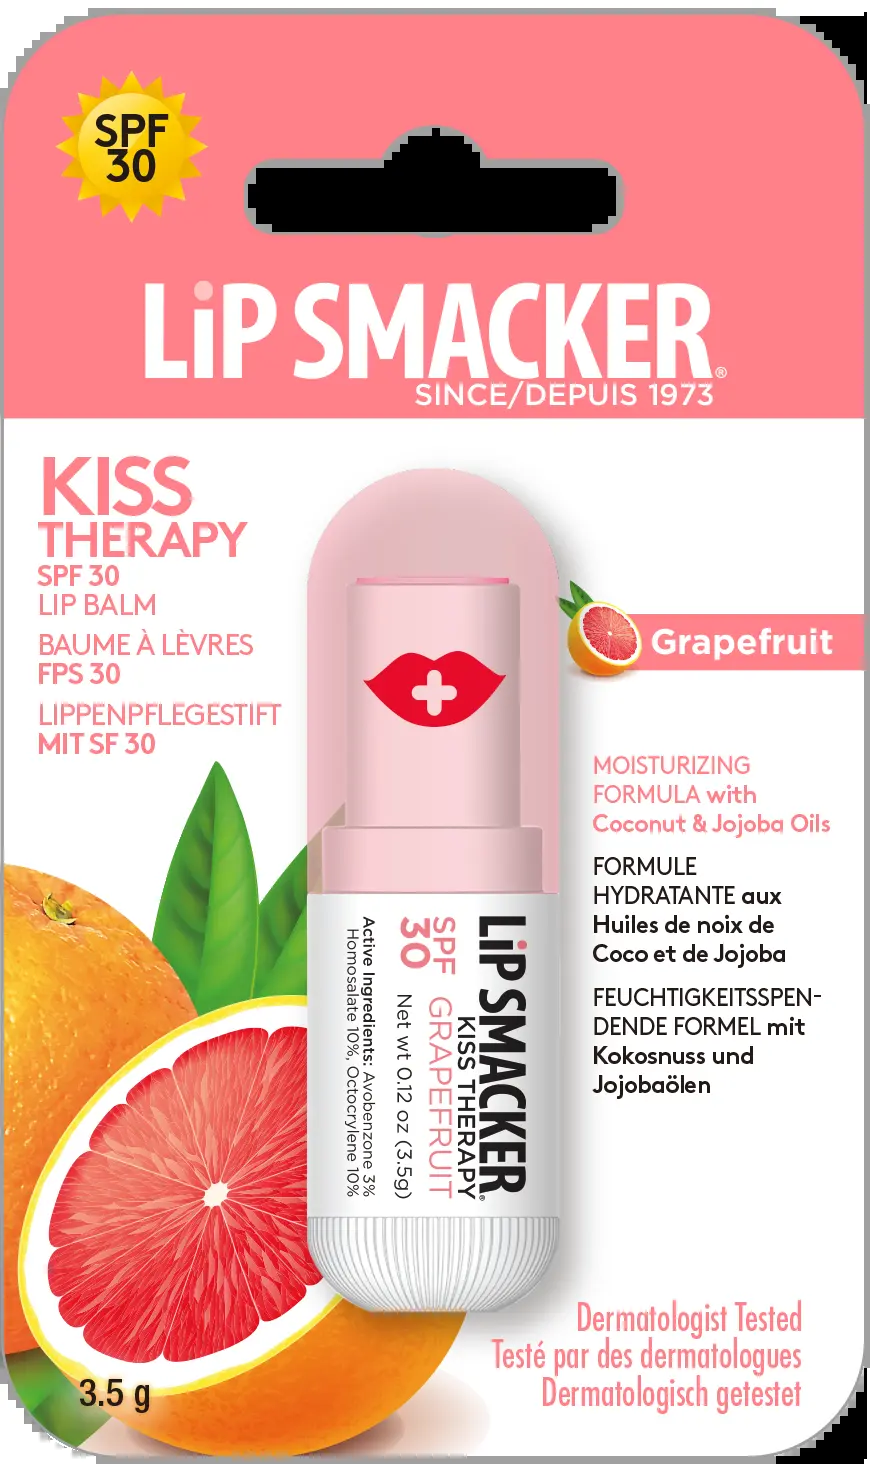 SPF
30
LiP SMACKER®
SINCE/DEPUIS 1973
KISS
THERAPY
SPF 30
LIP BALM
BAUME À LÈVRES
FPS 30
LIPPENPFLEGESTIFT
MIT SF 30
Grapefruit
MOISTURIZING
FORMULA with
Coconut & Jojoba Oils
FORMULE
HYDRATANTE aux
Huiles de noix de
Coco et de Jojoba
FEUCHTIGKEITSSPEN-
DENDE FORMEL mit
Kokosnuss und
Jojobaölen
LiP SMACKER®
KISS THERAPY
SPF GRAPEFRUIT
30 Net wt 0.12 oz (3.5g)
Active Ingredients: Avobenzone 3%
Homosalate 10%, Octocrylene 10%
Dermatologist Tested
Testé par des dermatologues
Dermatologisch getestet
3.5 g